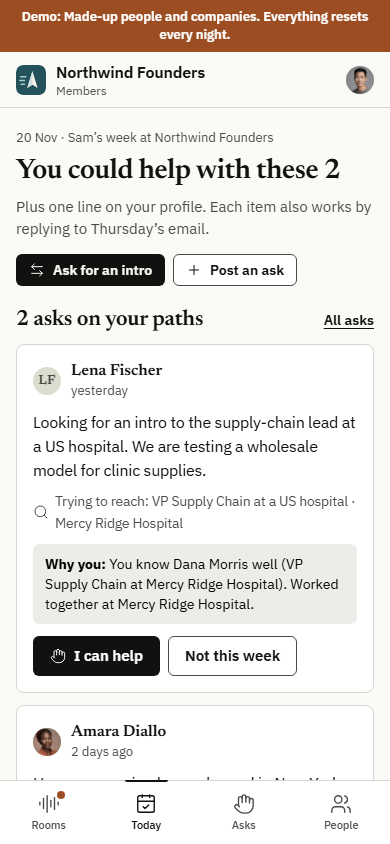 Demo: Made-up people and companies. Everything resets
every night.
Northwind Founders
Members
20 Nov · Sam's week at Northwind Founders
You could help with these 2
Plus one line on your profile. Each item also works by
replying to Thursday's email.
Ask for an intro
Post an ask
2 asks on your paths
All asks
LF
Lena Fischer
yesterday
Looking for an intro to the supply-chain lead at
a US hospital. We are testing a wholesale
model for clinic supplies.
Trying to reach: VP Supply Chain at a US hospital ·
Mercy Ridge Hospital
Why you: You know Dana Morris well (VP
Supply Chain at Mercy Ridge Hospital). Worked
together at Mercy Ridge Hospital.
I can help
Not this week
Amara Diallo
2 days ago
Rooms
Today
Asks
People